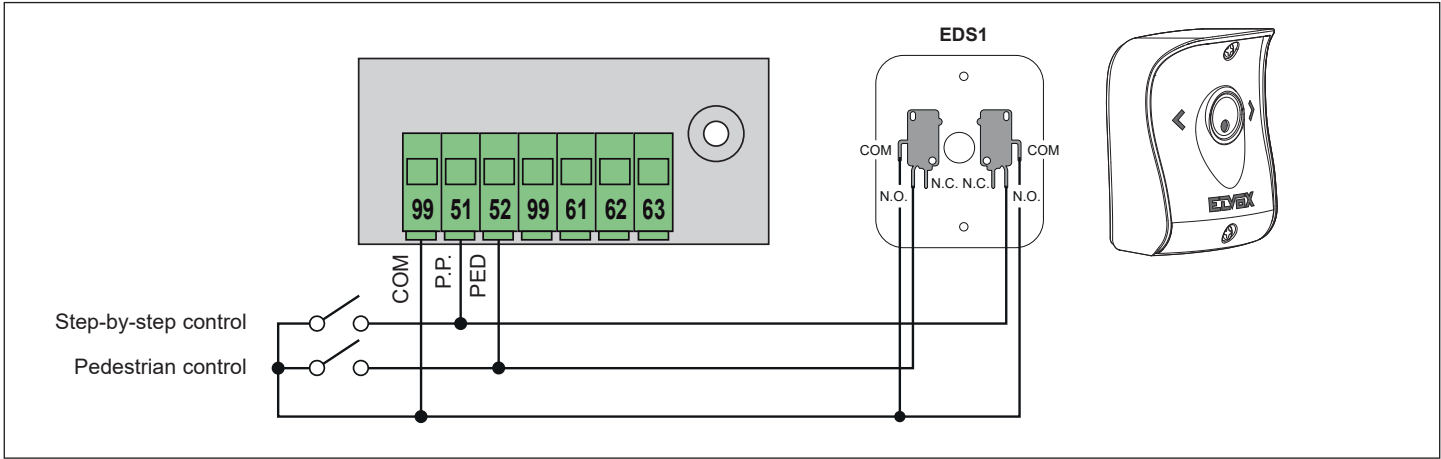 EDS1
COM
COM
N.C. N.C.
N.O.
N.O.
99 51 52 99 61 62 63
COM
P.P.
PED
ELVOX
Step-by-step control
Pedestrian control